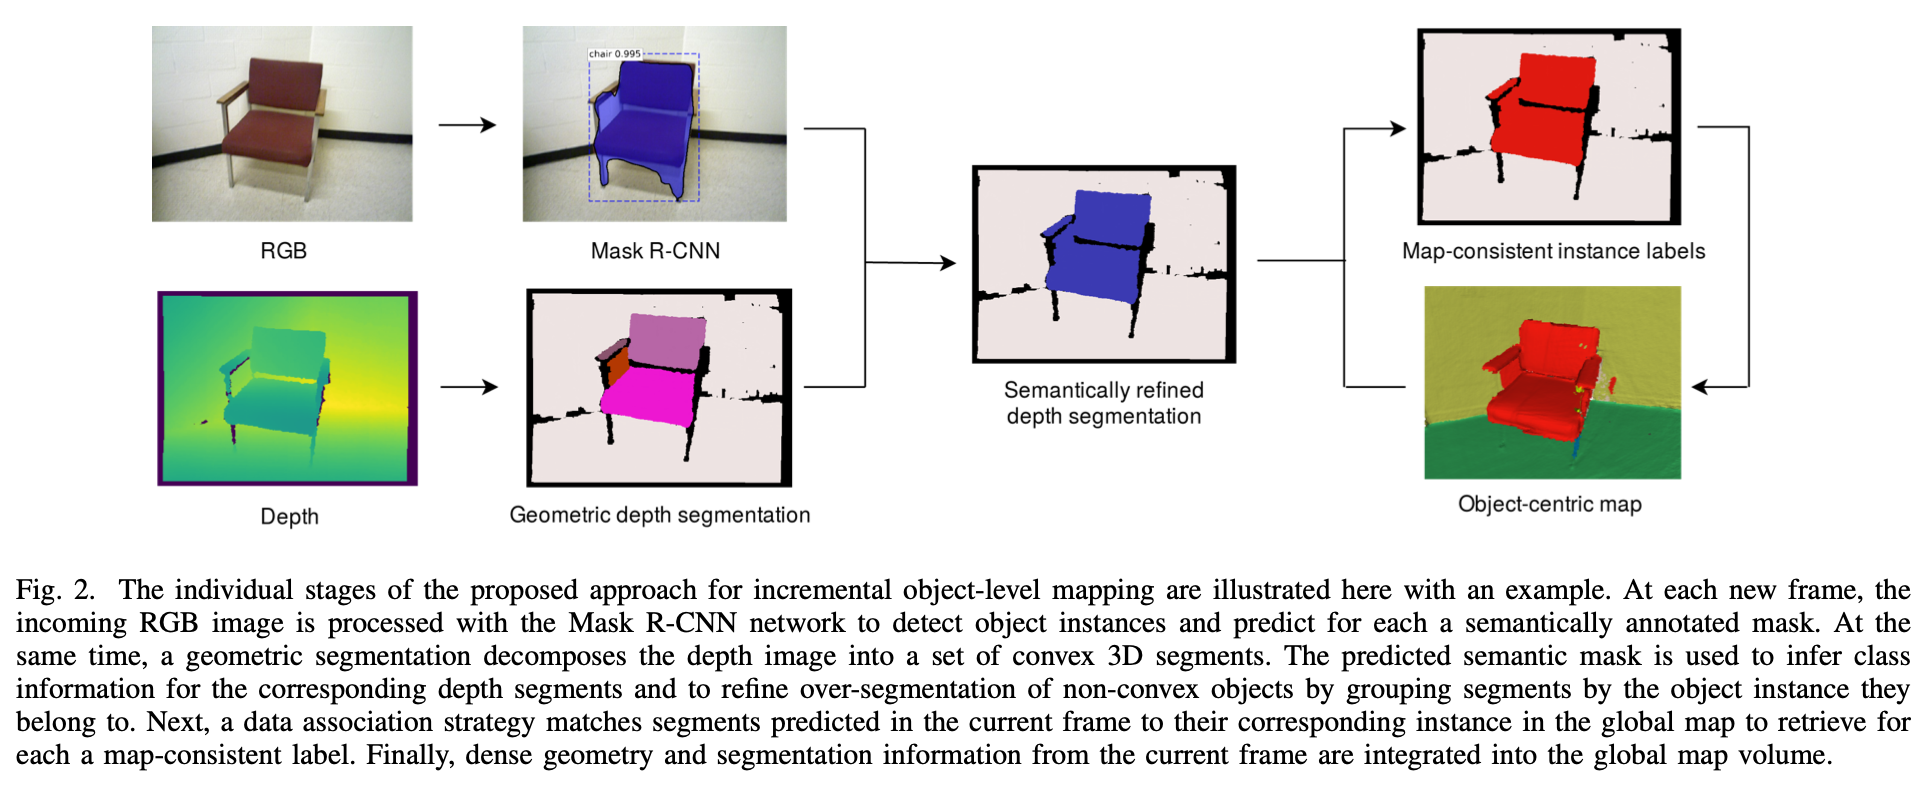 chair 0.995
RGB
Mask R-CNN
Map-consistent instance labels
Semantically refined
depth segmentation
Depth
Geometric depth segmentation
Object-centric map
Fig. 2. The individual stages of the proposed approach for incremental object-level mapping are illustrated here with an example. At each new frame, the
incoming RGB image is processed with the Mask R-CNN network to detect object instances and predict for each a semantically annotated mask. At the
same time, a geometric segmentation decomposes the depth image into a set of convex 3D segments. The predicted semantic mask is used to infer class
information for the corresponding depth segments and to refine over-segmentation of non-convex objects by grouping segments by the object instance they
belong to. Next, a data association strategy matches segments predicted in the current frame to their corresponding instance in the global map to retrieve for
each a map-consistent label. Finally, dense geometry and segmentation information from the current frame are integrated into the global map volume.